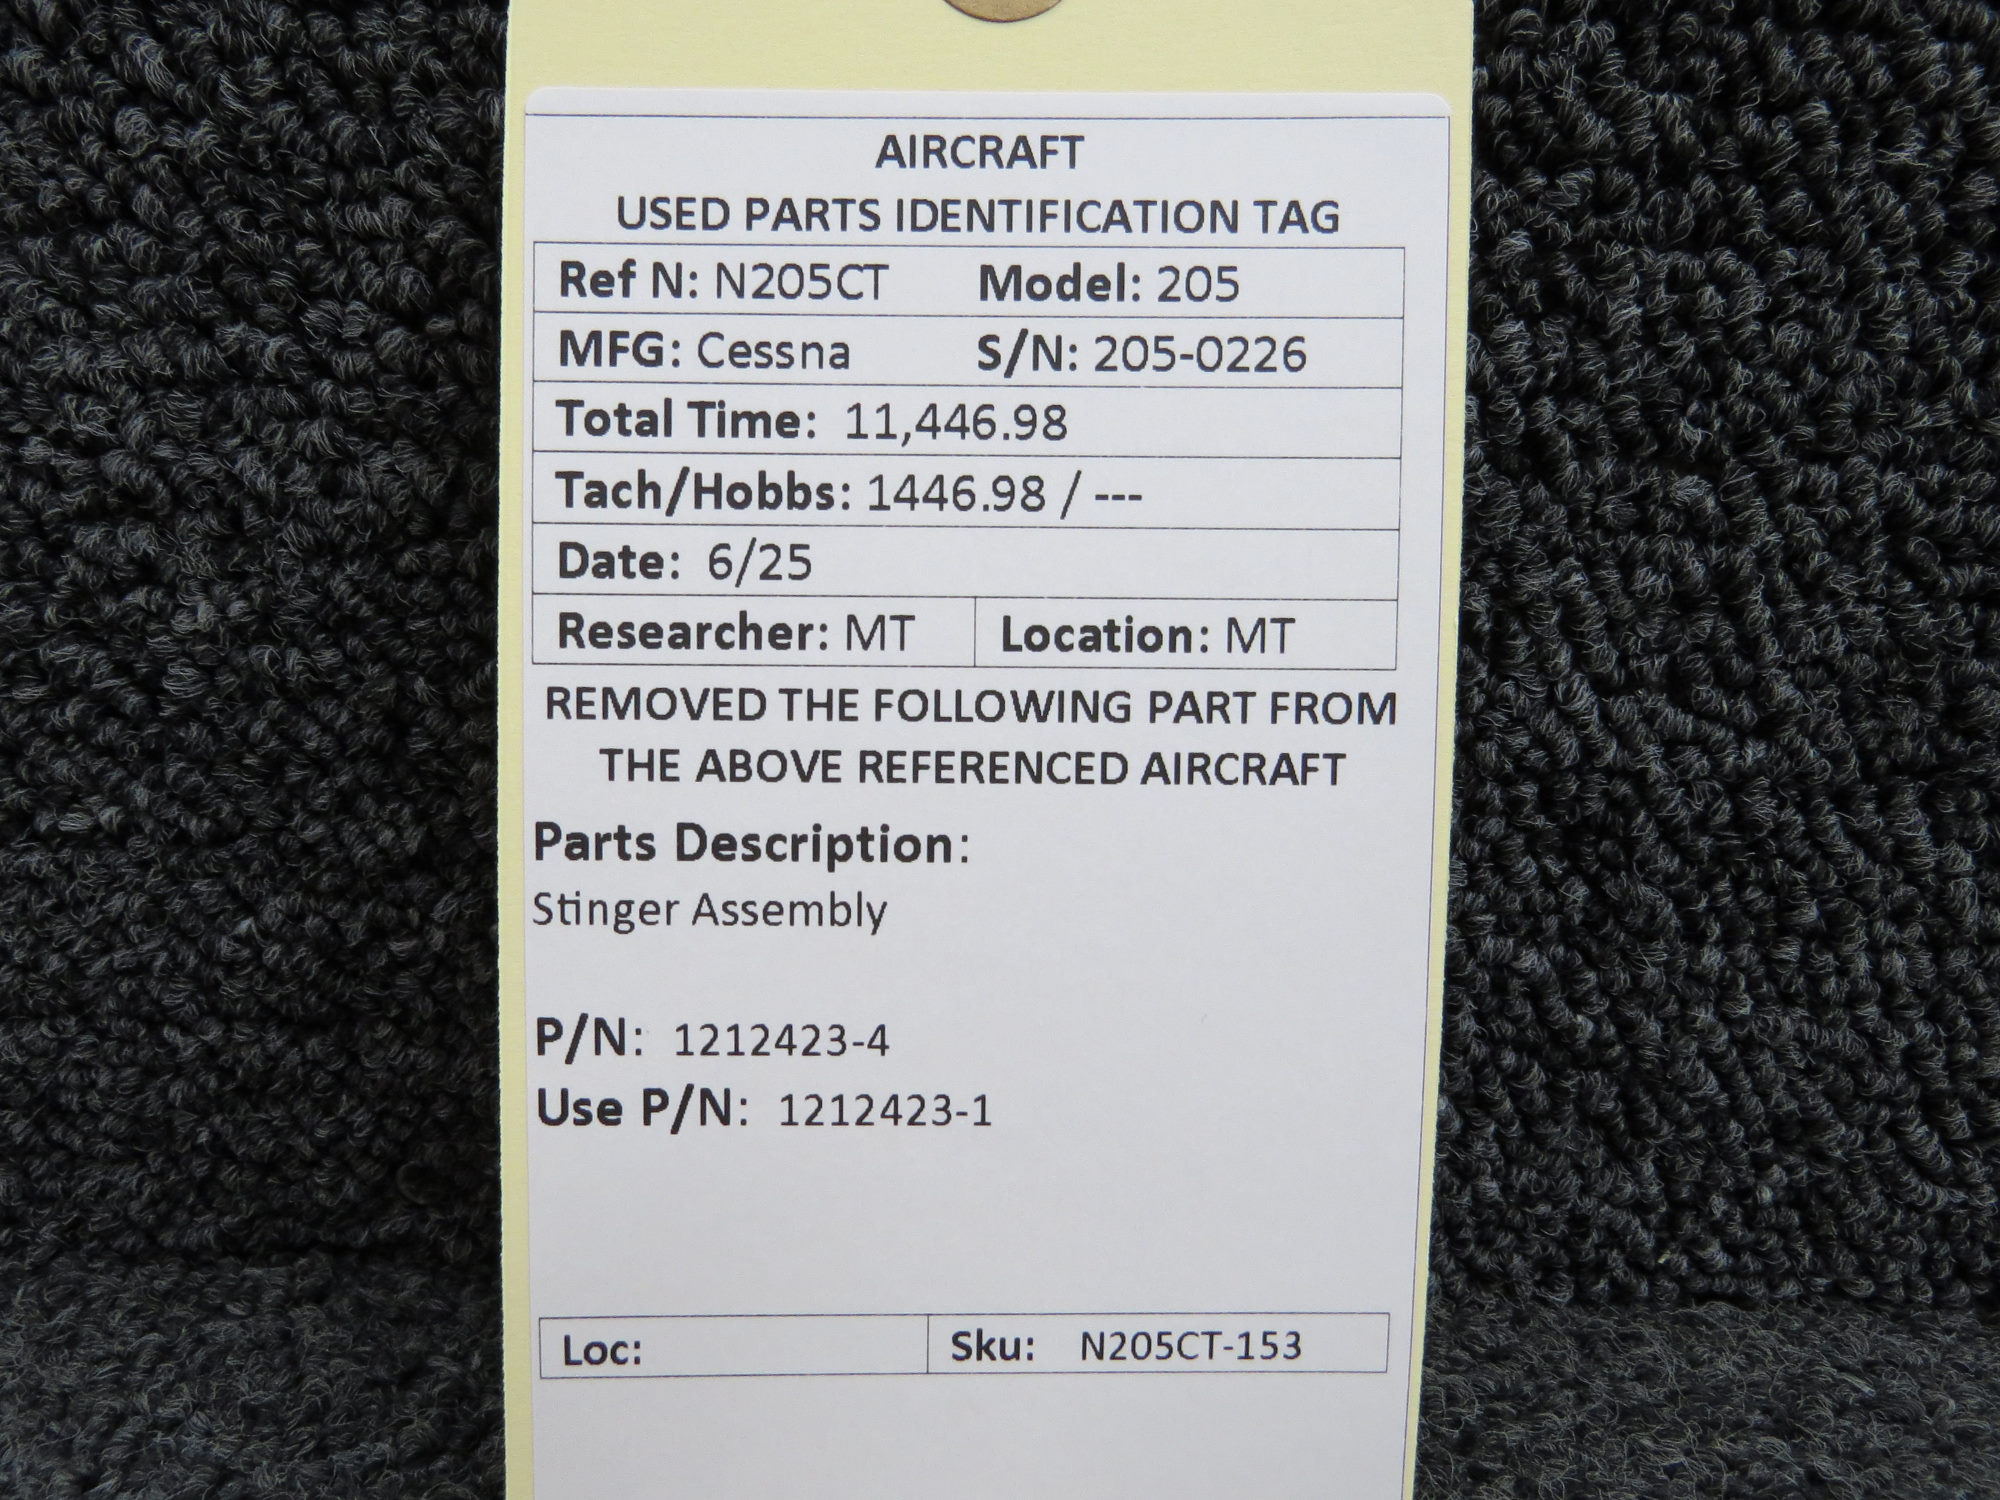 AIRCRAFT
USED PARTS IDENTIFICATION TAG
Ref N: N205CT Model: 205
MFG: Cessna S/N: 205-0226
Total Time: 11,446.98
Tach/Hobbs: 1446.98 / ---
Date: 6/25
Researcher: MT Location: MT
REMOVED THE FOLLOWING PART FROM
THE ABOVE REFERENCED AIRCRAFT
Parts Description:
Stinger Assembly
P/N: 1212423-4
Use P/N: 1212423-1
Loc: Sku: N205CT-153